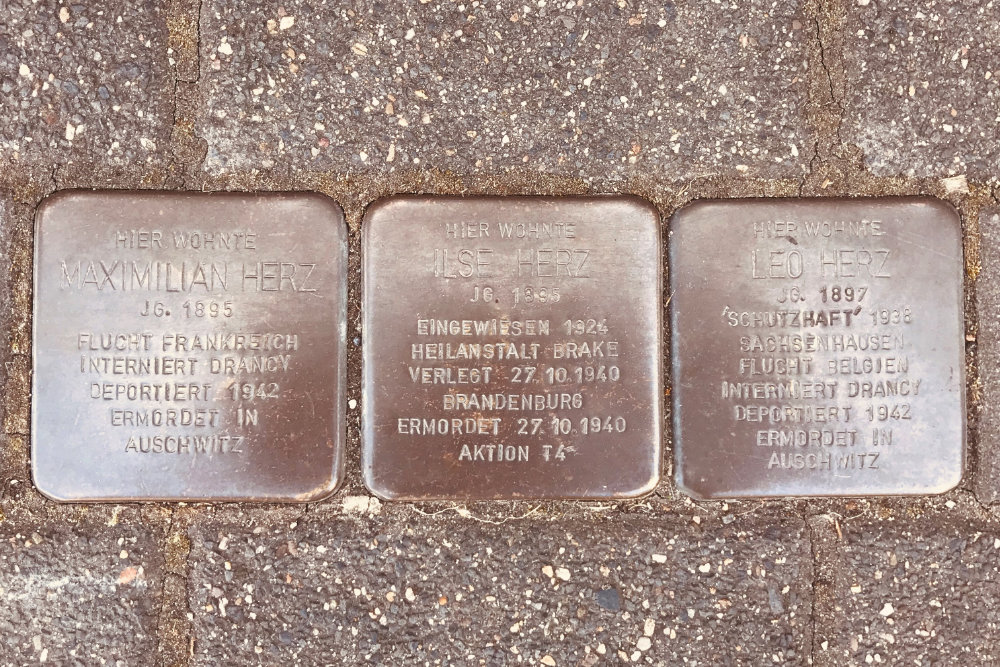 HIER WOHNTE
MAXIMILIAN HERZ
JG. 1895
FLUCHT FRANKREICH
INTERNIERT DRANCY
DEPORTIERT 1942
ERMORDET IN
AUSCHWITZ
HIER WOHNTE
ILSE HERZ
JG. 1895
EINGEWIESEN 1924
HEILANSTALT BRAKE
VERLEGT 27.10.1940
BRANDENBURG
ERMORDET 27.10.1940
AKTION T4
HIER WOHNTE
LEO HERZ
JG. 1897
"SCHUTZHAFT" 1938
SACHSENHAUSEN
FLUCHT BELGIEN
INTERNIERT DRANCY
DEPORTIERT 1942
ERMORDET IN
AUSCHWITZ